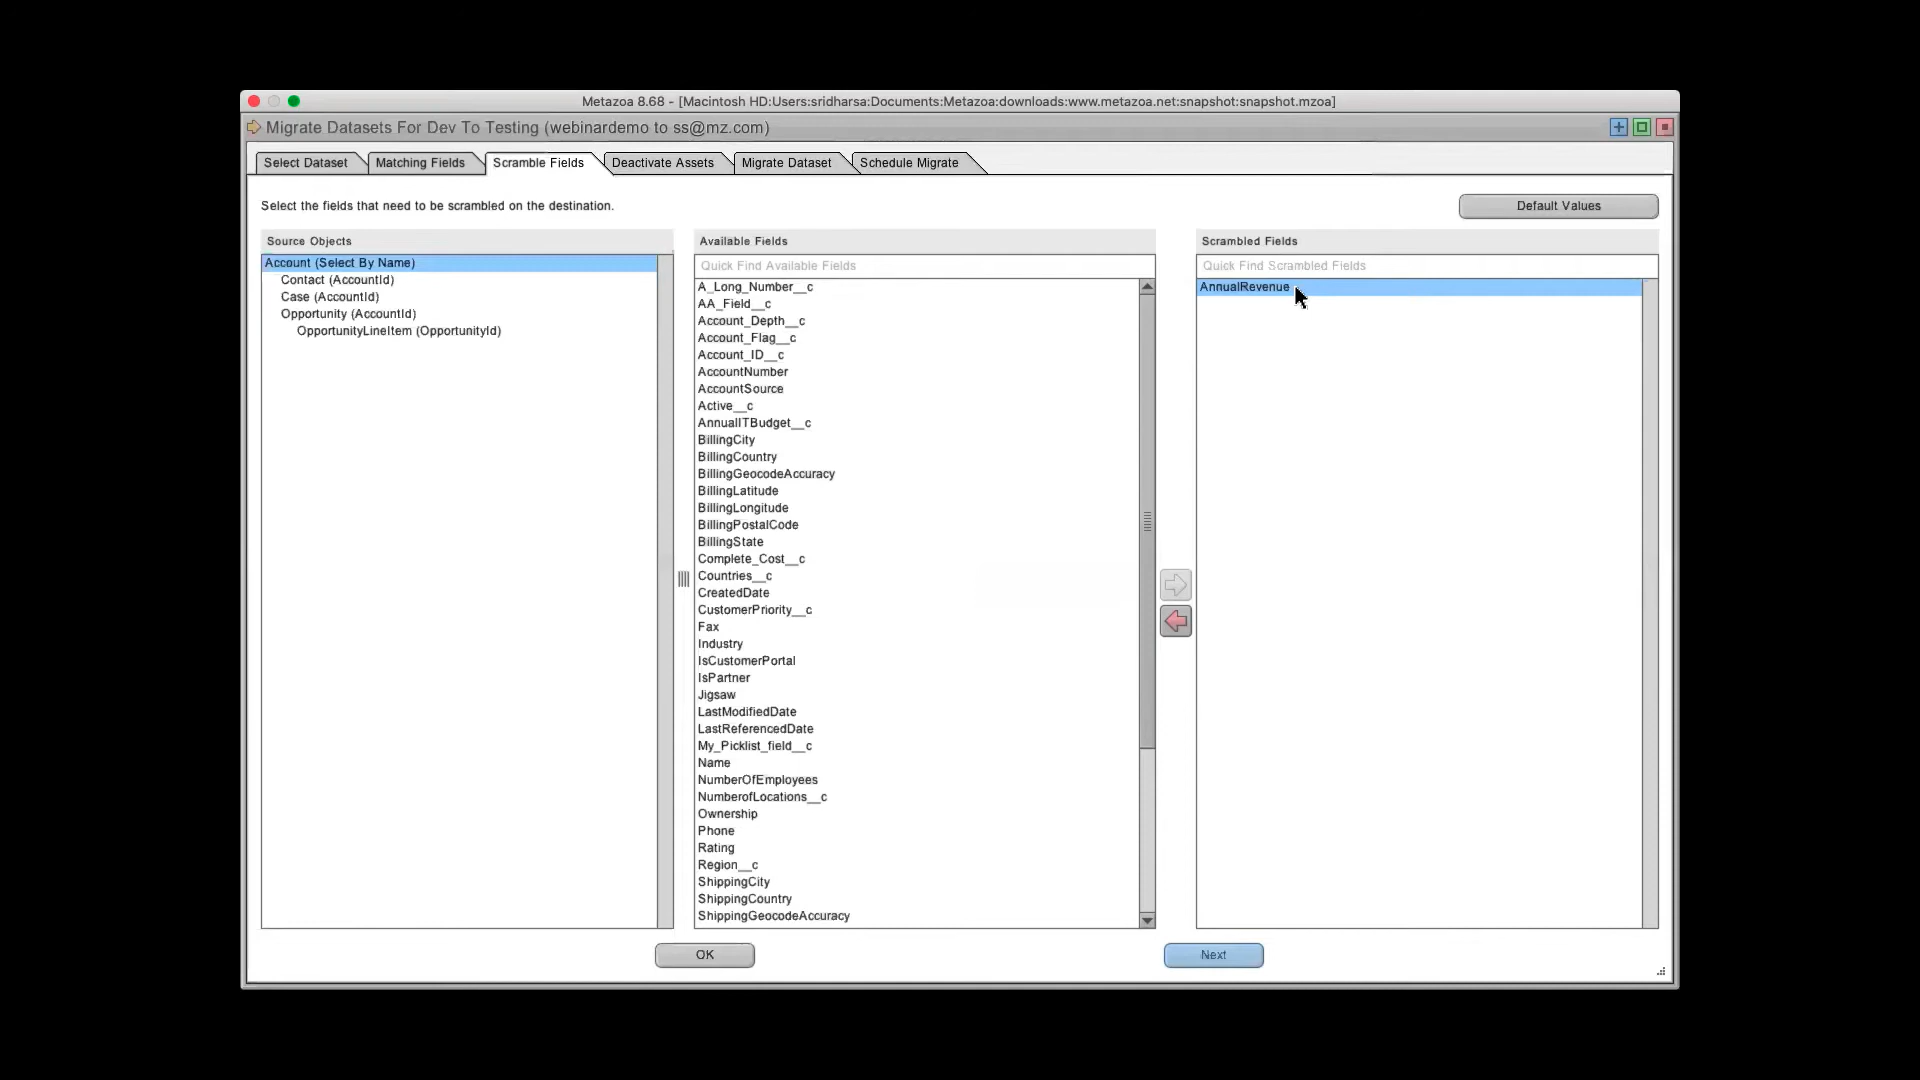 Metazoa 8.68 - [Macintosh HD:Users:sridharsa:Documents:Metazoa:downloads:www.metazoa.net:snapshot:snapshot.mzoa]
Migrate Datasets For Dev To Testing (webinardemo to ss@mz.com)
Select Dataset
Matching Fields
Scramble Fields
Deactivate Assets
Migrate Dataset
Schedule Migrate
Select the fields that need to be scrambled on the destination.
Default Values
Source Objects
Account (Select By Name)
Contact (AccountId)
Case (AccountId)
Opportunity (AccountId)
OpportunityLineItem (OpportunityId)
Available Fields
Quick Find Available Fields
A_Long_Number__c
AA_Field__c
Account_Depth__c
Account_Flag__c
Account_ID__c
AccountNumber
AccountSource
Active__c
AnnualITBudget__c
BillingCity
BillingCountry
BillingGeocodeAccuracy
BillingLatitude
BillingLongitude
BillingPostalCode
BillingState
Complete_Cost__c
Countries__c
CreatedDate
CustomerPriority__c
Fax
Industry
IsCustomerPortal
IsPartner
Jigsaw
LastModifiedDate
LastReferencedDate
My_Picklist_field__c
Name
NumberOfEmployees
NumberofLocations__c
Ownership
Phone
Rating
Region__c
ShippingCity
ShippingCountry
ShippingGeocodeAccuracy
Scrambled Fields
Quick Find Scrambled Fields
AnnualRevenue
OK
Next